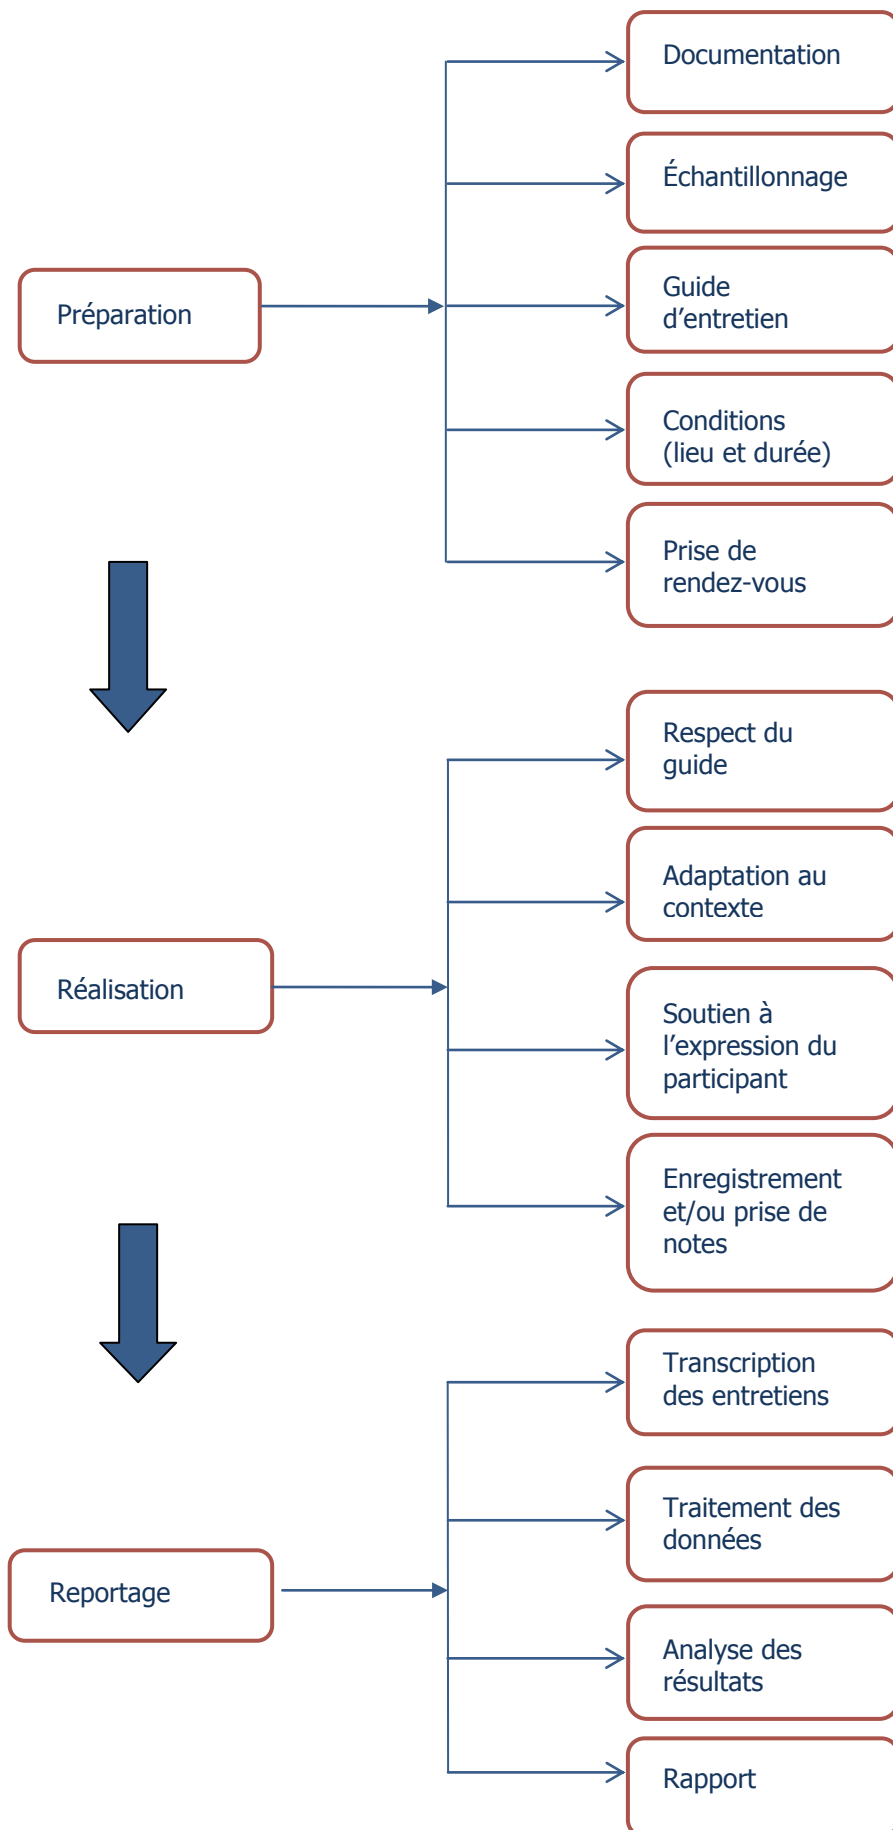 Documentation
Échantillonnage
Guide
d’entretien
Préparation
Conditions
(lieu et durée)
Prise de
rendez-vous
Respect du
guide
Adaptation au
contexte
Réalisation
Soutien à
l’expression du
participant
Enregistrement
et/ou prise de
notes
Transcription
des entretiens
Traitement des
données
Reportage
Analyse des
résultats
Rapport